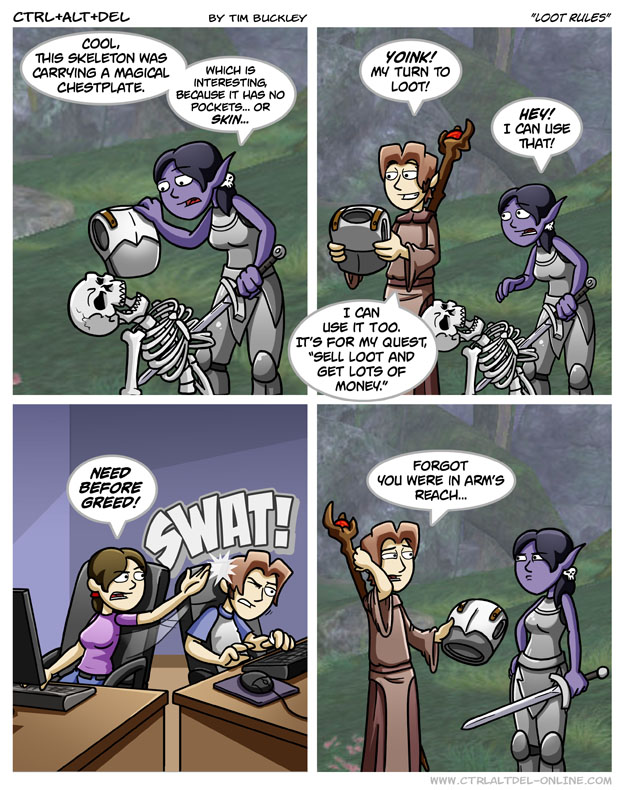 CTRL+ALT+DEL BY TIM BUCKLEY "LOOT RULES"
COOL,
THIS SKELETON WAS
CARRYING A MAGICAL
CHESTPLATE.
WHICH IS
INTERESTING,
BECAUSE IT HAS NO
POCKETS... OR
SKIN...
YOINK!
MY TURN TO
LOOT!
HEY!
I CAN USE
THAT!
I CAN
USE IT TOO.
IT'S FOR MY QUEST,
"SELL LOOT AND
GET LOTS OF
MONEY."
NEED
BEFORE
GREED!
SWAT!
FORGOT
YOU WERE IN ARM'S
REACH...
WWW.CTRLALTDEL-ONLINE.COM